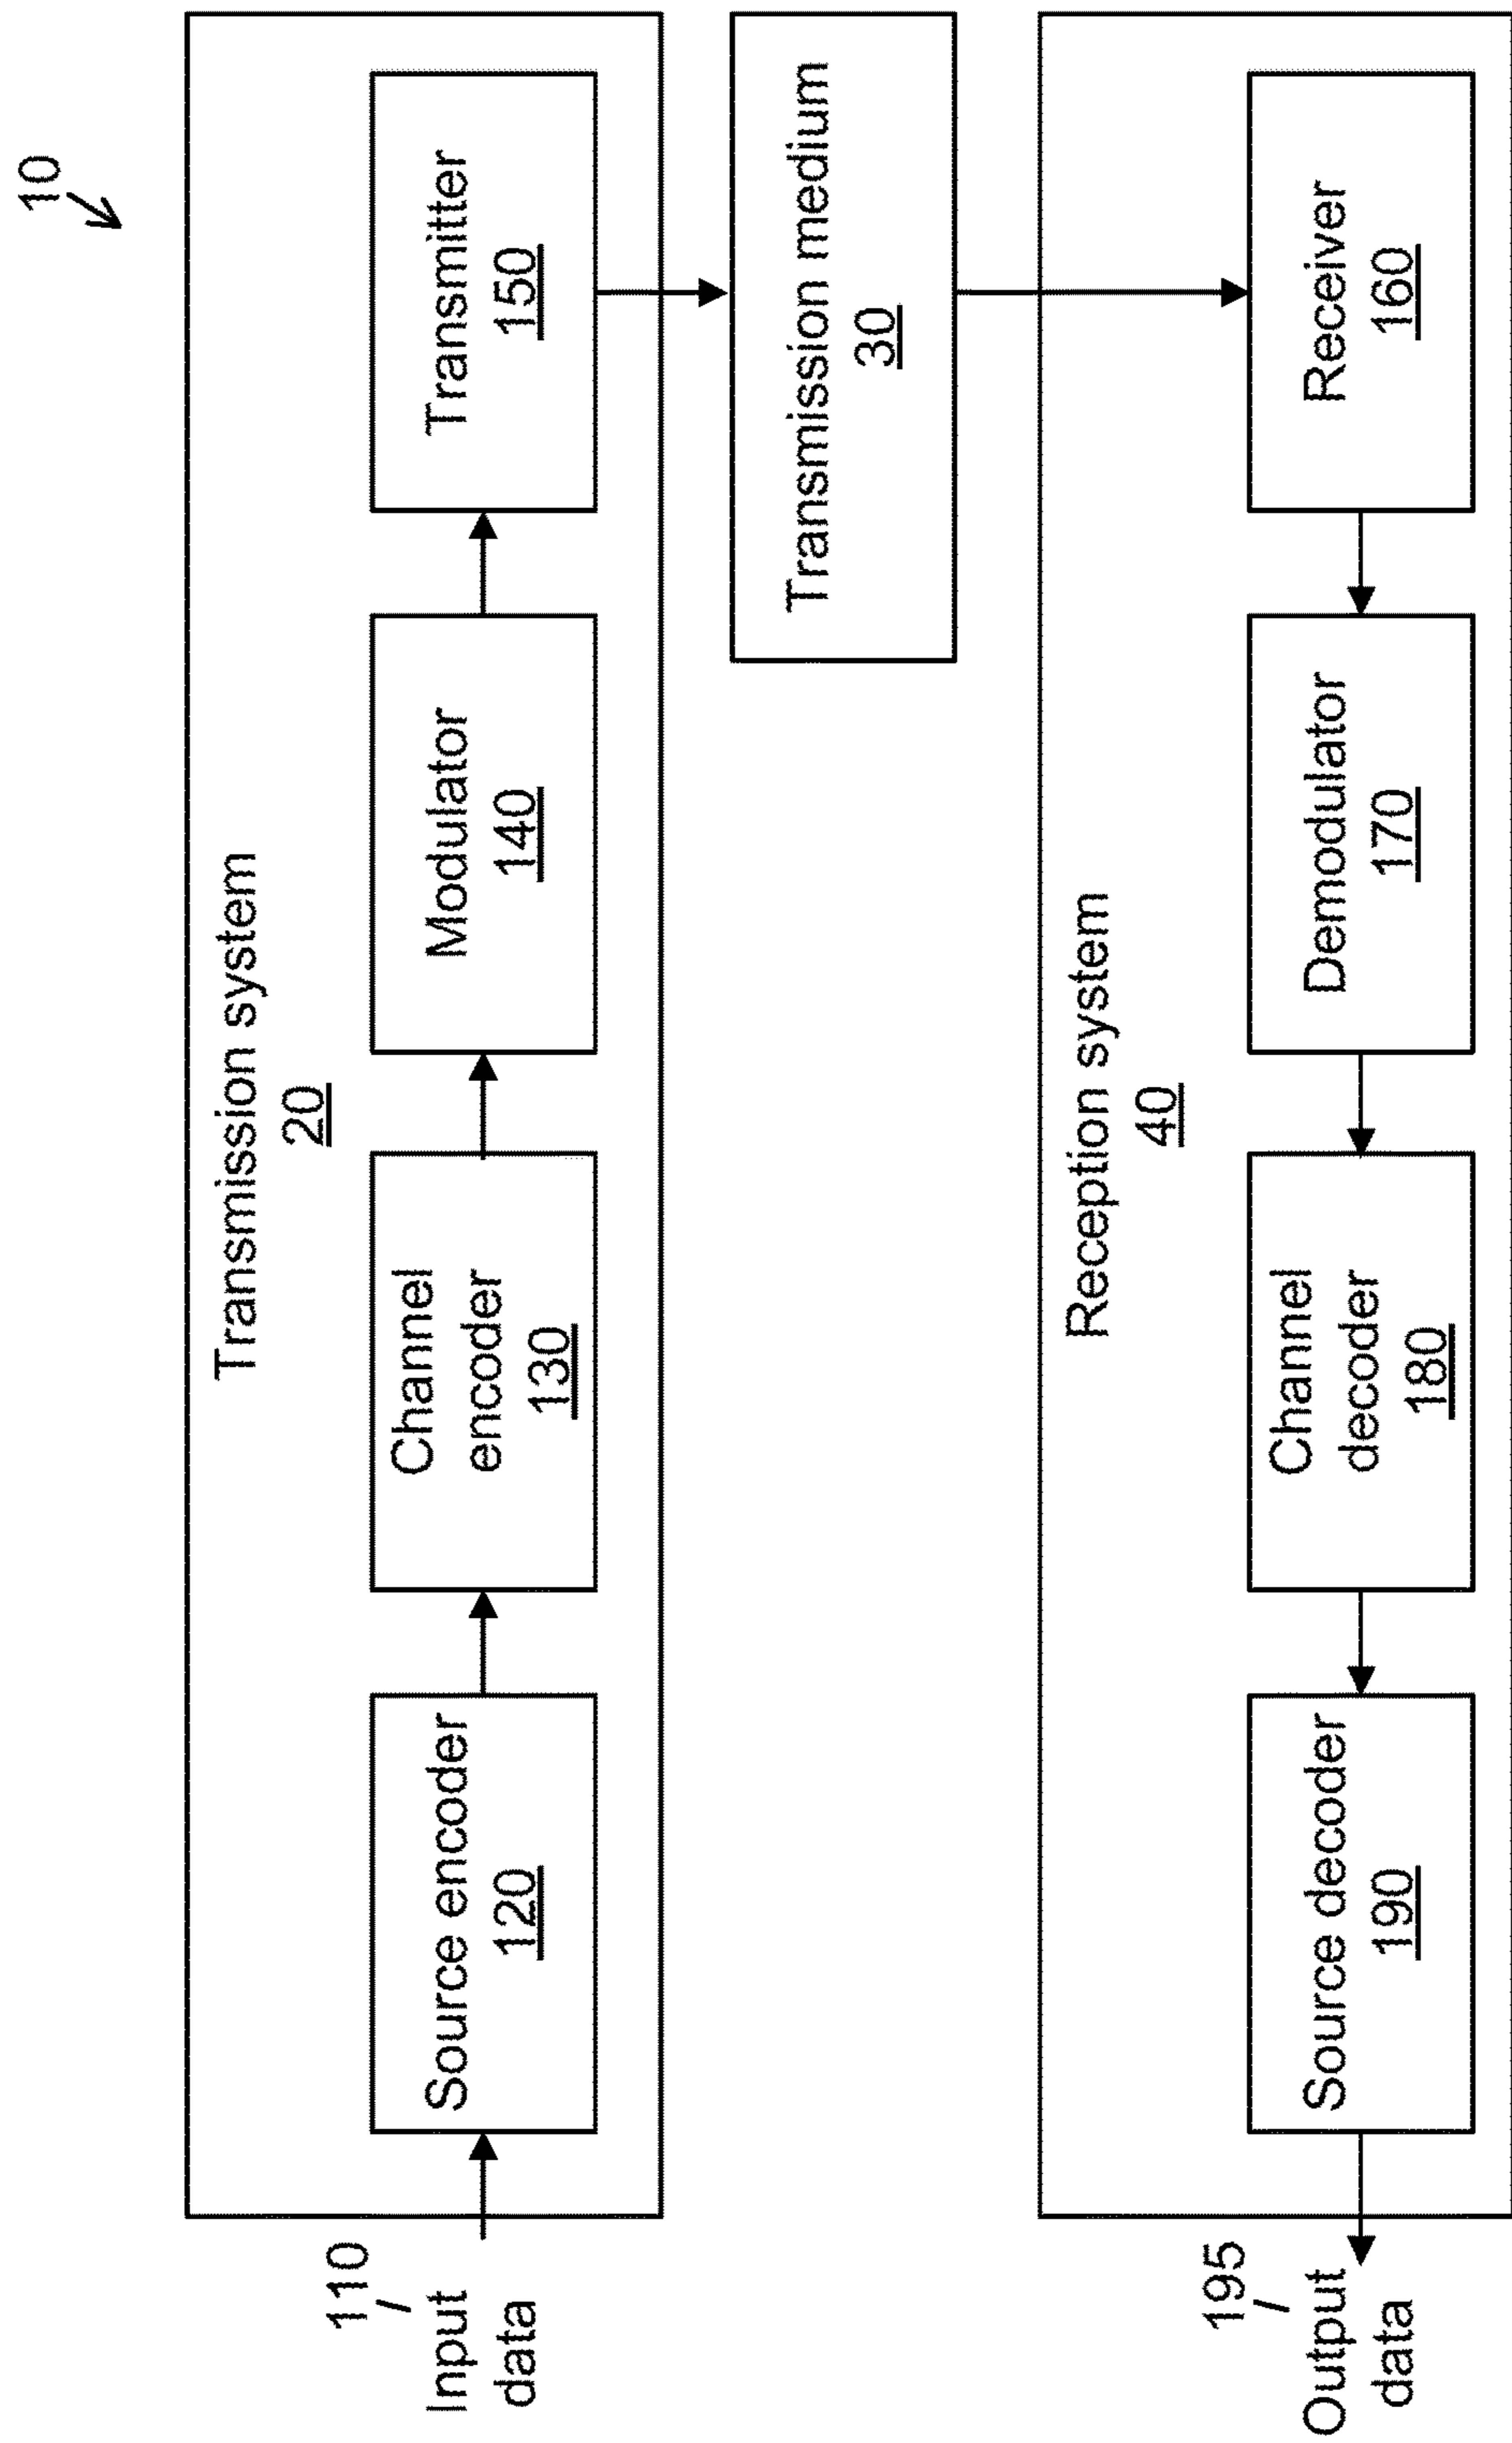 10
Transmission system
20
110
Input
data
Source encoder
120
Channel
encoder
130
Modulator
140
Transmitter
150
Transmission medium
30
Reception system
40
195
Output
data
Source decoder
190
Channel
decoder
180
Demodulator
170
Receiver
160